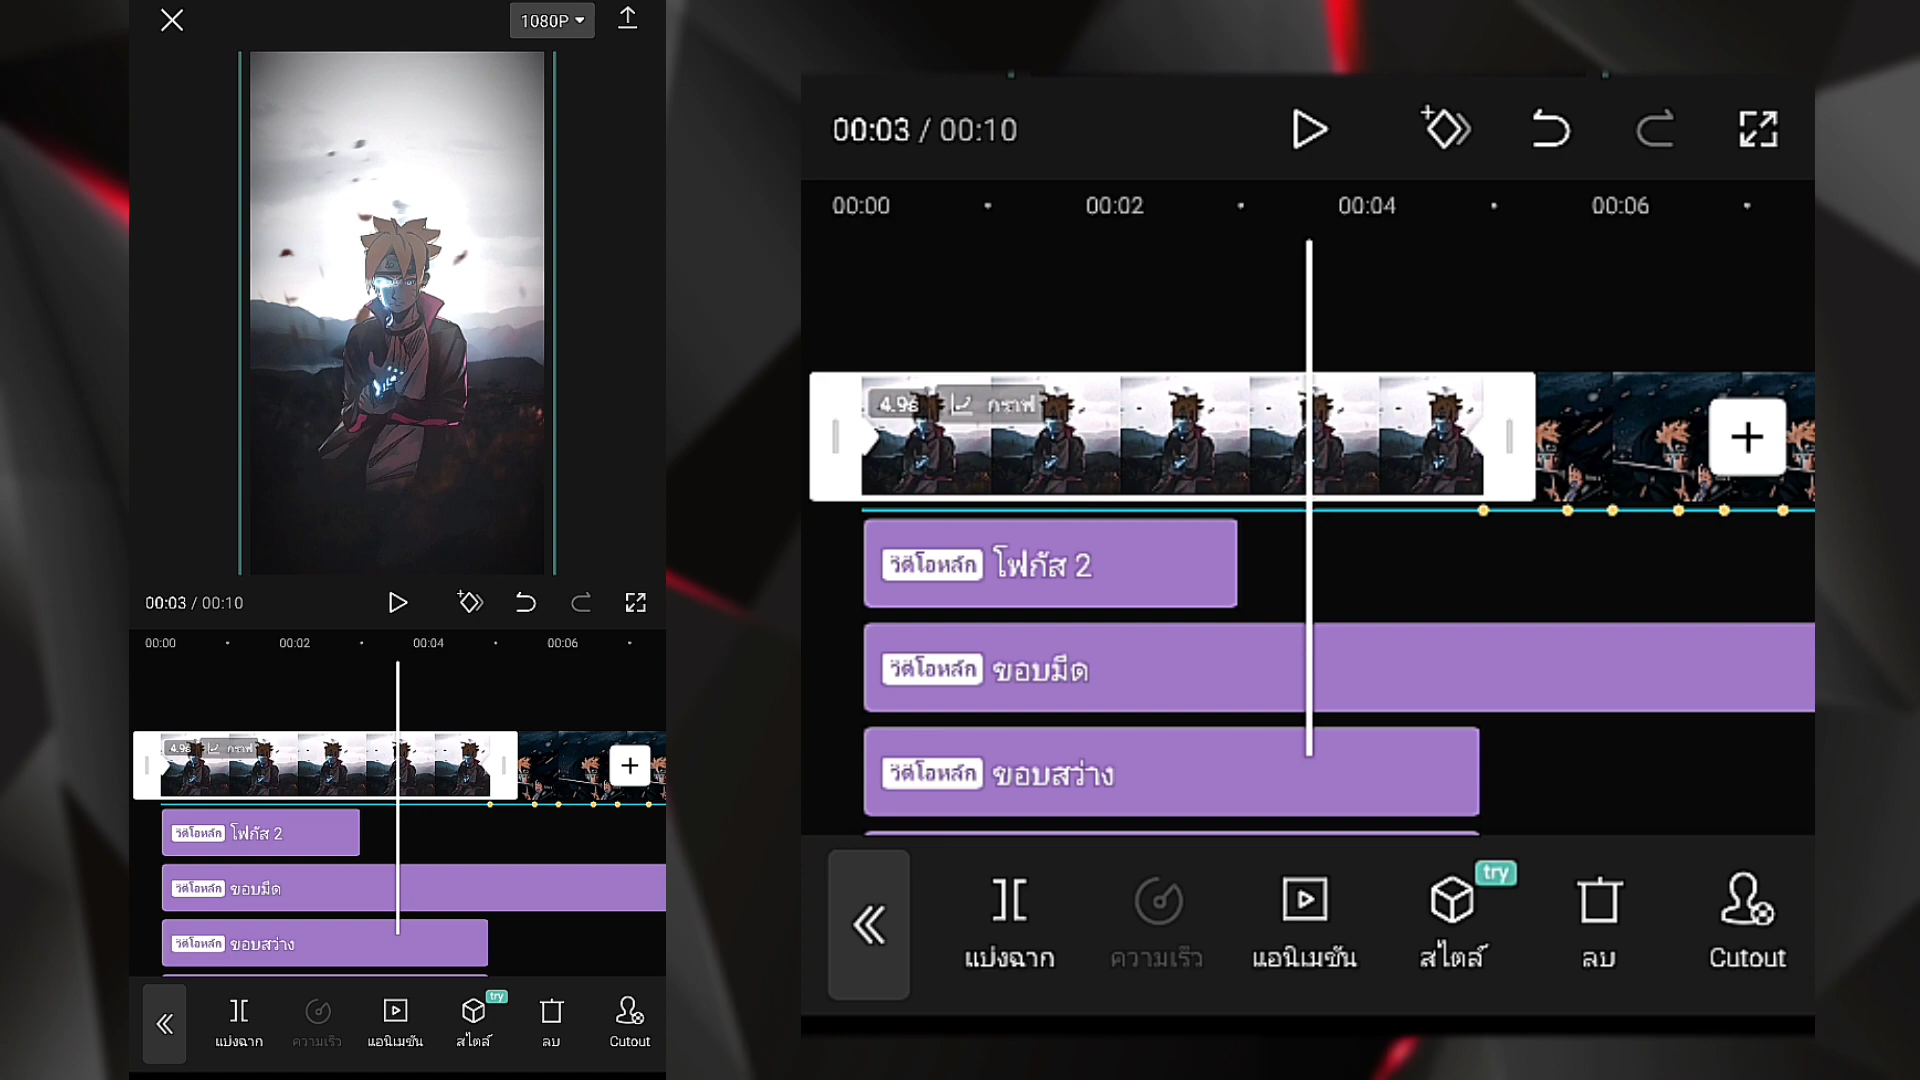 1080P
00:03 / 00:10
00:00
00:02
00:04
00:06
4.9s กราฟ
วิดีโอหลัก โฟกัส 2
วิดีโอหลัก ขอบมืด
วิดีโอหลัก ขอบสว่าง
try
แบ่งฉาก
ความเร็ว
แอนิเมชัน
สไตล์
ลบ
Cutout
00:03 / 00:10
00:00
00:02
00:04
00:06
4.9s กราฟ
วิดีโอหลัก โฟกัส 2
วิดีโอหลัก ขอบมืด
วิดีโอหลัก ขอบสว่าง
try
แบ่งฉาก
ความเร็ว
แอนิเมชัน
สไตล์
ลบ
Cutout